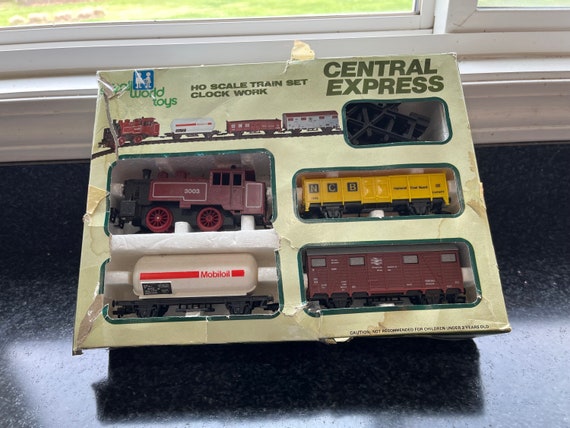 world
toys
HO SCALE TRAIN SET
CLOCK WORK
CENTRAL
EXPRESS
3003
NCB
Mobiloil
CAUTION: NOT RECOMMENDED FOR CHILDREN UNDER 3 YEARS OLD